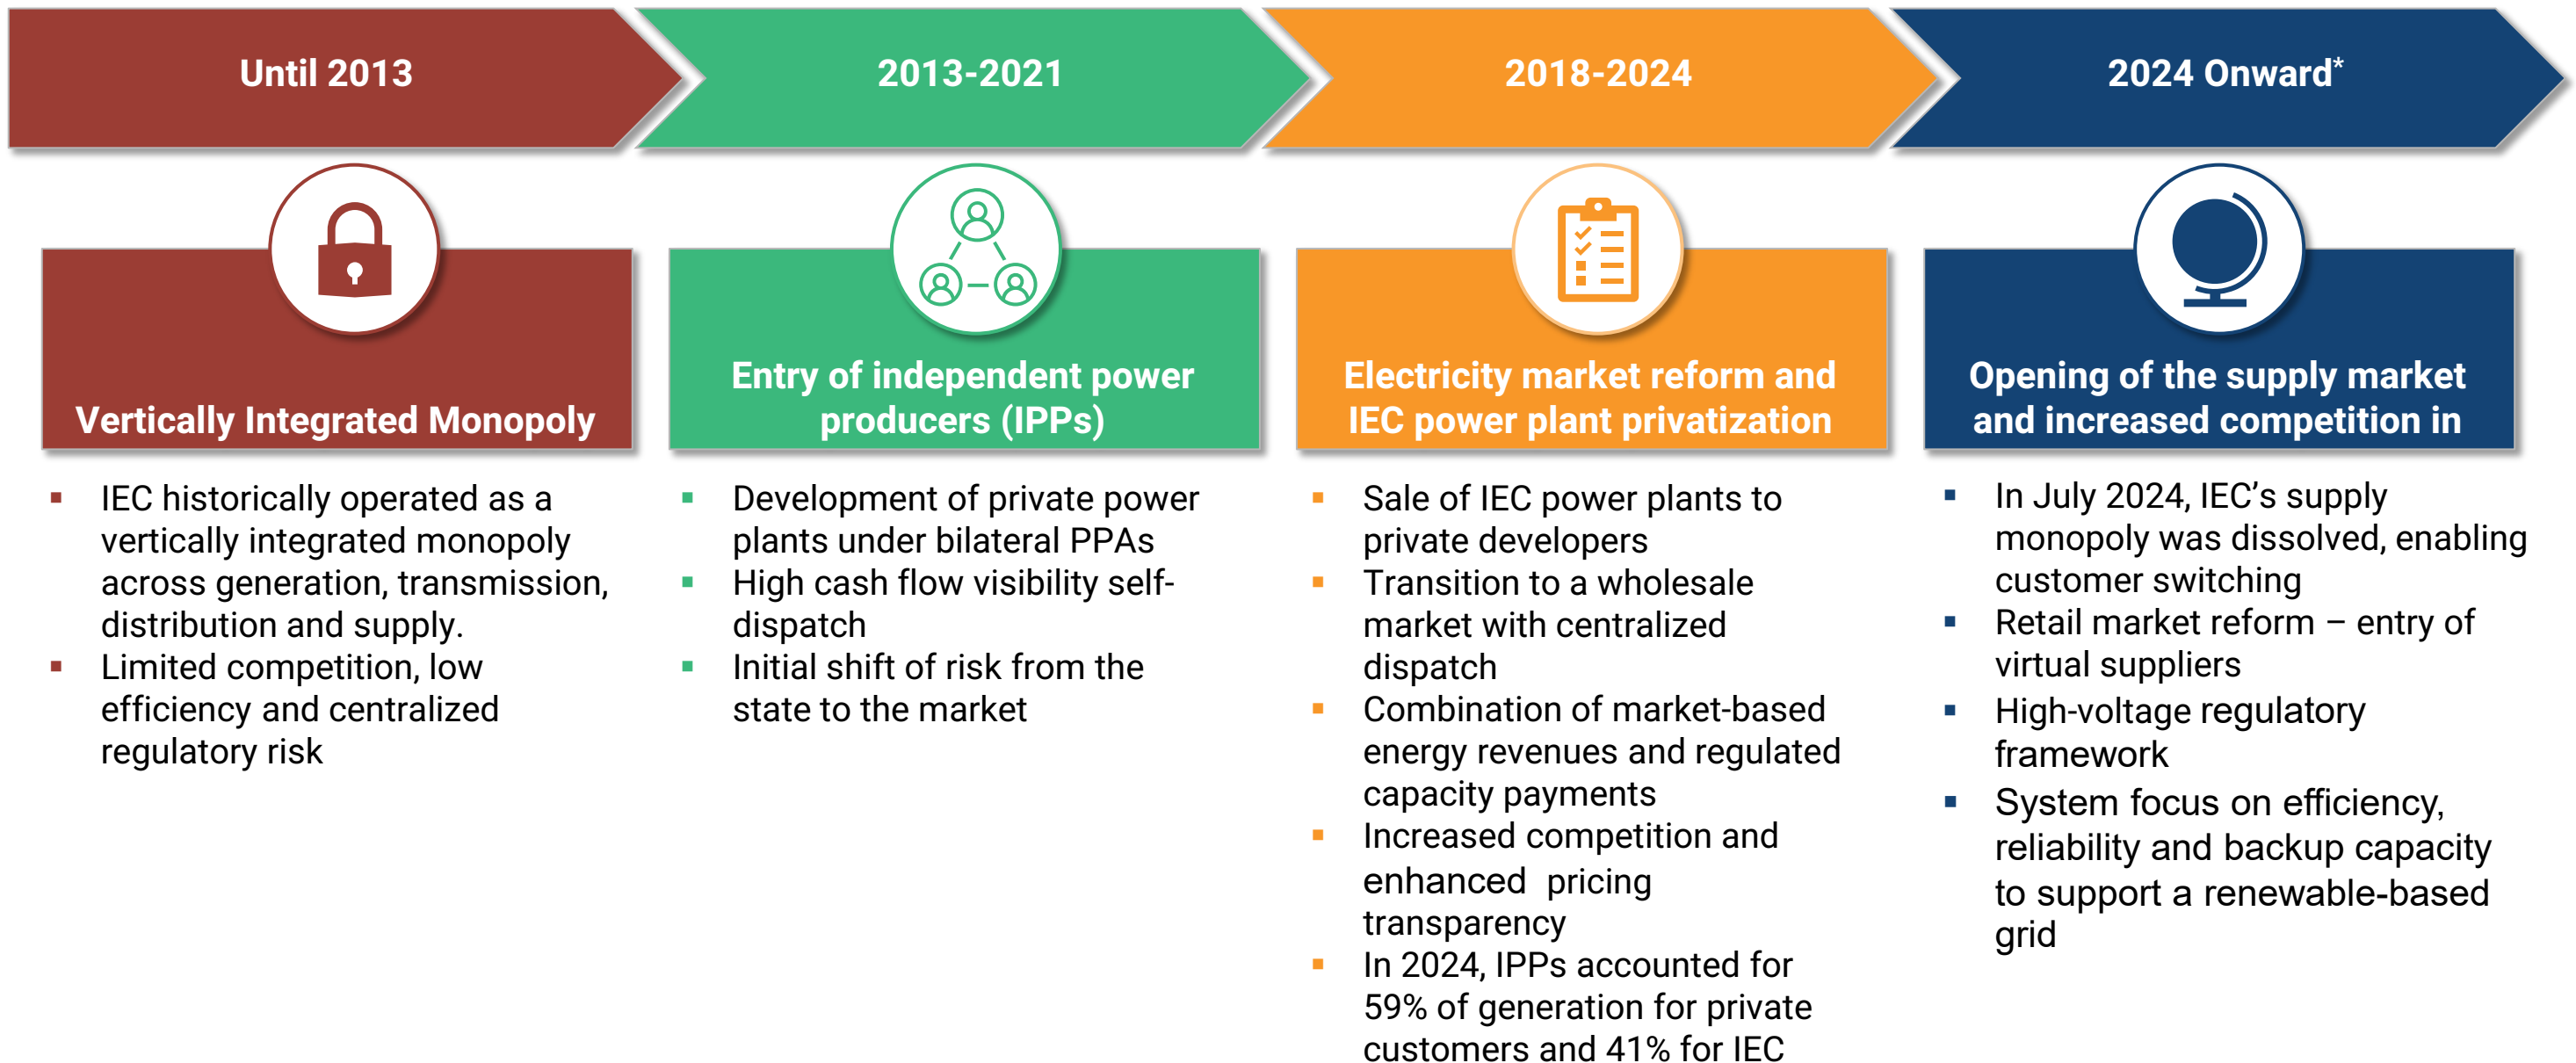 Until 2013
2013-2021
2018-2024
2024 Onward*
Vertically Integrated Monopoly
▪ IEC historically operated as a
vertically integrated monopoly
across generation, transmission,
distribution and supply.
▪ Limited competition, low
efficiency and centralized
regulatory risk
Entry of independent power
producers (IPPs)
▪ Development of private power
plants under bilateral PPAs
▪ High cash flow visibility self-
dispatch
▪ Initial shift of risk from the
state to the market
Electricity market reform and
IEC power plant privatization
▪ Sale of IEC power plants to
private developers
▪ Transition to a wholesale
market with centralized
dispatch
▪ Combination of market-based
energy revenues and regulated
capacity payments
▪ Increased competition and
enhanced pricing
transparency
▪ In 2024, IPPs accounted for
59% of generation for private
customers and 41% for IEC
Opening of the supply market
and increased competition in
▪ In July 2024, IEC’s supply
monopoly was dissolved, enabling
customer switching
▪ Retail market reform – entry of
virtual suppliers
▪ High-voltage regulatory
framework
▪ System focus on efficiency,
reliability and backup capacity
to support a renewable-based
grid